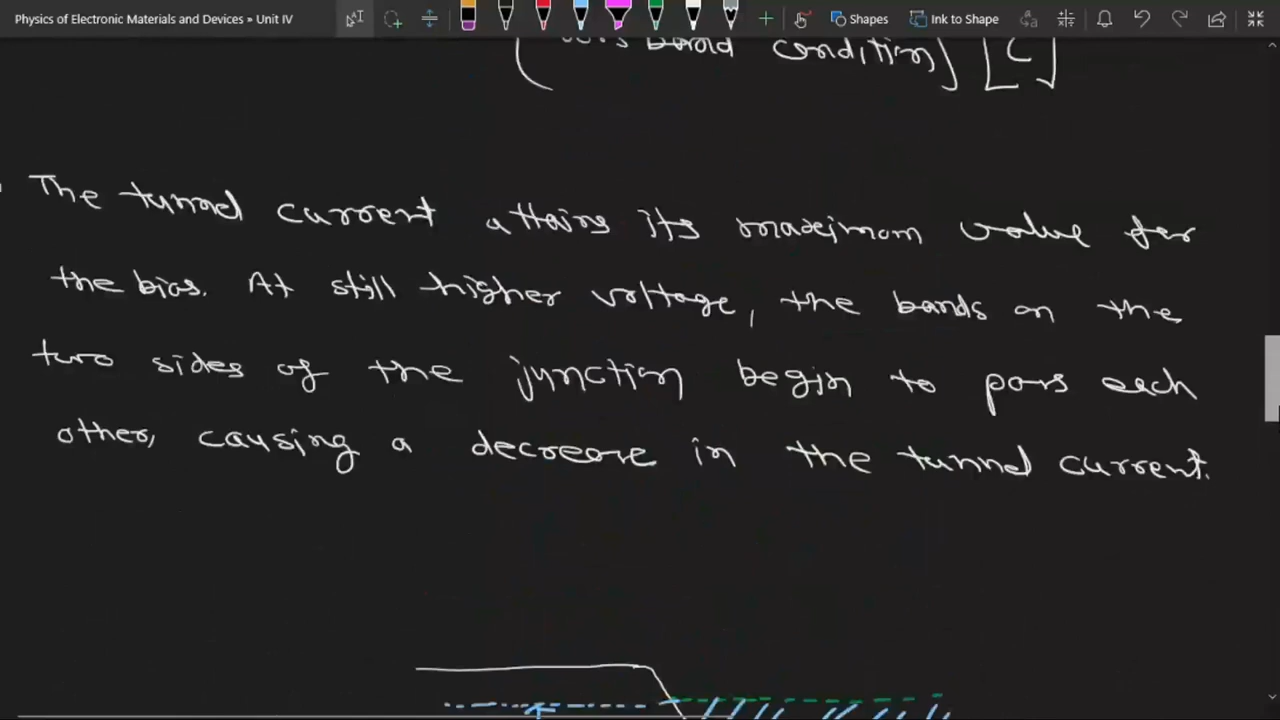 Physics of Electronic Materials and Devices » Unit IV
Shapes
Ink to Shape
condition] [C]
The tunnel current attains its maximum value for
the bias. At still higher voltage, the bands on the
two sides of the junction begin to pass each
other, causing a decrease in the tunnel current.